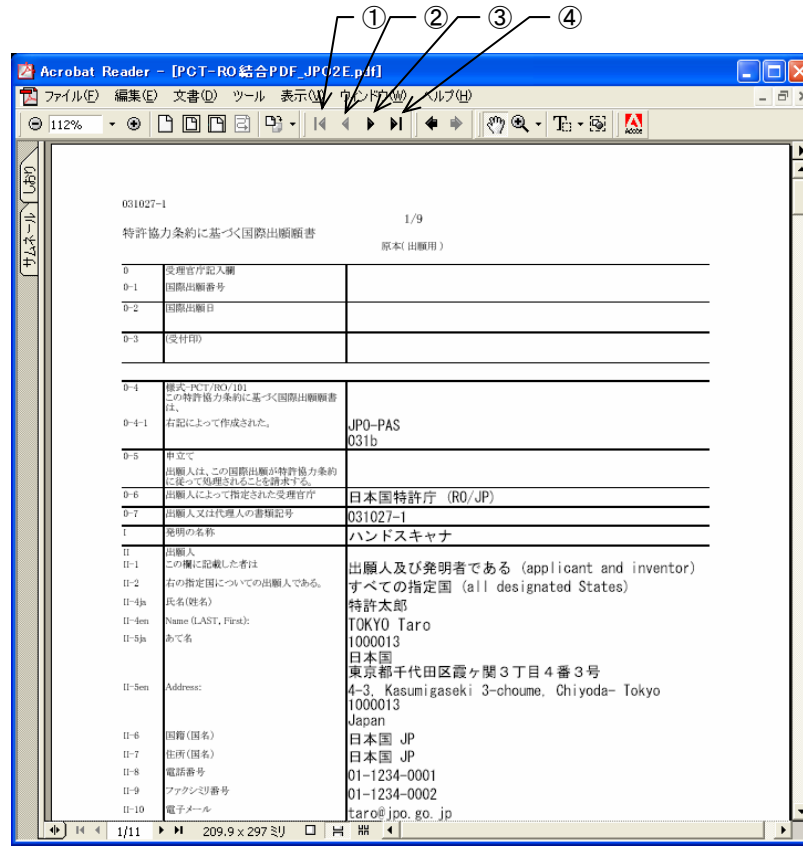 ① ② ③ ④
Acrobat Reader - [PCT-RO結合PDF_JPO2E.pdf]
ファイル(F) 編集(E) 文書(D) ツール 表示(V) ウィンドウ(W) ヘルプ(H)
112%
Adobe
しおり
サムネール
031027-1
1/9
特許協力条約に基づく国際出願願書
原本(出願用)
0 受理官庁記入欄
0-1 国際出願番号
0-2 国際出願日
0-3 (受付印)
0-4 様式-PCT/RO/101
この特許協力条約に基づく国際出願願書
は、
0-4-1 右記によって作成された。 JPO-PAS
031b
0-5 申立て
出願人は、この国際出願が特許協力条約
に従って処理されることを請求する。
0-6 出願人によって指定された受理官庁 日本国特許庁 (RO/JP)
0-7 出願人又は代理人の書類記号 031027-1
I 発明の名称 ハンドスキャナ
II 出願人
II-1 この欄に記載した者は 出願人及び発明者である (applicant and inventor)
II-2 右の指定国についての出願人である。 すべての指定国 (all designated States)
II-4ja 氏名(姓名) 特許太郎
II-4en Name (LAST, First): TOKYO Taro
II-5ja あて名 1000013
日本国
東京都千代田区霞ヶ関3丁目4番3号
II-5en Address: 4-3, Kasumigaseki 3-choume, Chiyoda- Tokyo
1000013
Japan
II-6 国籍(国名) 日本国 JP
II-7 住所(国名) 日本国 JP
II-8 電話番号 01-1234-0001
II-9 ファクシミリ番号 01-1234-0002
II-10 電子メール taro@jpo.go.jp
1/11 209.9 x 297 ミリ